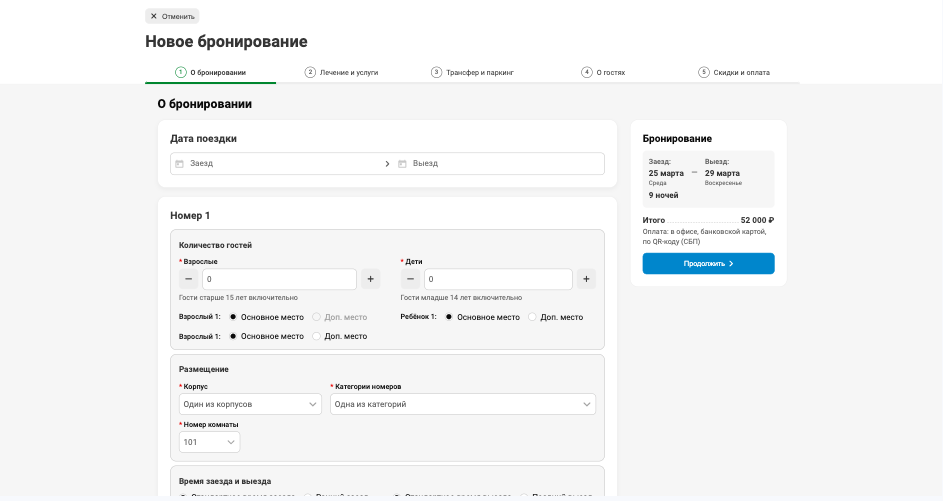 Отменить
Новое бронирование
1 О бронировании
2 Лечение и услуги
3 Трансфер и паркинг
4 О гостях
5 Скидки и оплата
О бронировании
Дата поездки
Заезд
Выезд
Номер 1
Количество гостей
* Взрослые
* Дети
− 0 +
− 0 +
Гости старше 15 лет включительно
Гости младше 14 лет включительно
Взрослый 1: Основное место Доп. место
Ребёнок 1: Основное место Доп. место
Взрослый 1: Основное место Доп. место
Размещение
* Корпус
* Категории номеров
Один из корпусов
Одна из категорий
* Номер комнаты
101
Время заезда и выезда
Бронирование
Заезд:
Выезд:
25 марта — 29 марта
Среда
Воскресенье
9 ночей
Итого 52 000 ₽
Оплата: в офисе, банковской картой,
по QR-коду (СБП)
Продолжить